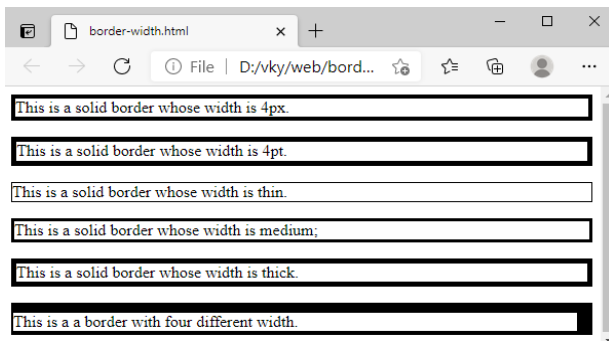 border-width.html
File | D:/vky/web/bord...
This is a solid border whose width is 4px.
This is a solid border whose width is 4pt.
This is a solid border whose width is thin.
This is a solid border whose width is medium;
This is a solid border whose width is thick.
This is a a border with four different width.